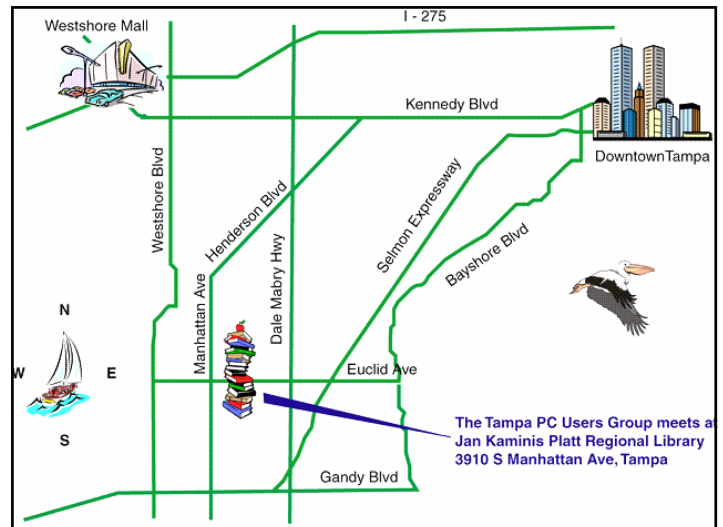 I - 275
Westshore Mall
Kennedy Blvd
DowntownTampa
Westshore Blvd
Henderson Blvd
Selmon Expressway
Bayshore Blvd
Manhattan Ave
Dale Mabry Hwy
N
W
E
S
Euclid Ave
The Tampa PC Users Group meets at
Jan Kaminis Platt Regional Library
3910 S Manhattan Ave, Tampa
Gandy Blvd